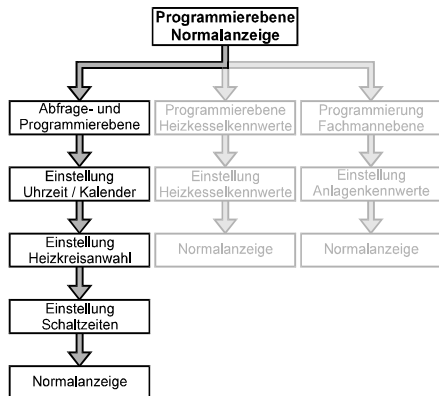 Programmierebene
Normalanzeige
Abfrage- und
Programmierebene
Einstellung
Uhrzeit / Kalender
Einstellung
Heizkreisanwahl
Einstellung
Schaltzeiten
Normalanzeige
Programmierebene
Heizkesselkennwerte
Einstellung
Heizkesselkennwerte
Normalanzeige
Programmierung
Fachmannebene
Einstellung
Anlagenkennwerte
Normalanzeige